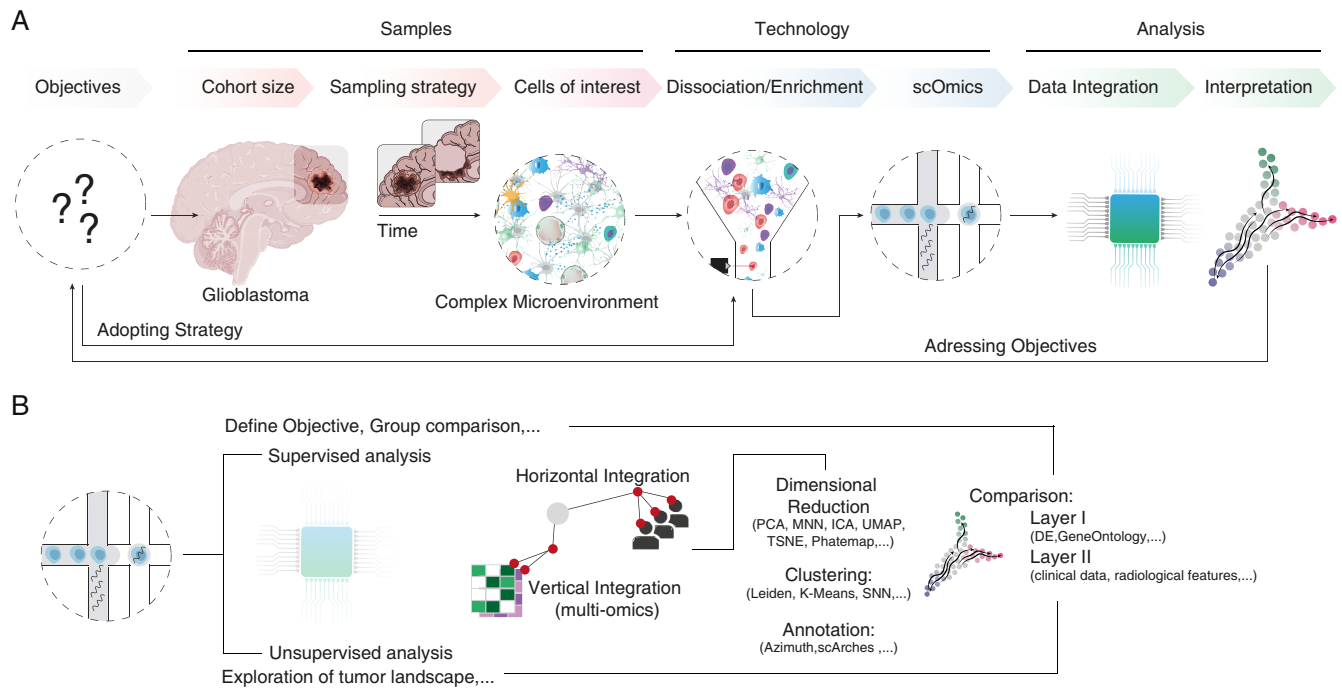 A
Samples
Technology
Analysis
Objectives
Cohort size
Sampling strategy
Cells of interest
Dissociation/Enrichment
scOmics
Data Integration
Interpretation
? ? ?
Time
Glioblastoma
Complex Microenvironment
Adopting Strategy
Adressing Objectives
B
Define Objective, Group comparison,...
Supervised analysis
Horizontal Integration
Vertical Integration
(multi-omics)
Dimensional
Reduction
(PCA, MNN, ICA, UMAP,
TSNE, Phatemap,...)
Clustering:
(Leiden, K-Means, SNN,...)
Annotation:
(Azimuth,scArches ,...)
Comparison:
Layer I
(DE,GeneOntology,...)
Layer II
(clinical data, radiological features,...)
Unsupervised analysis
Exploration of tumor landscape,...